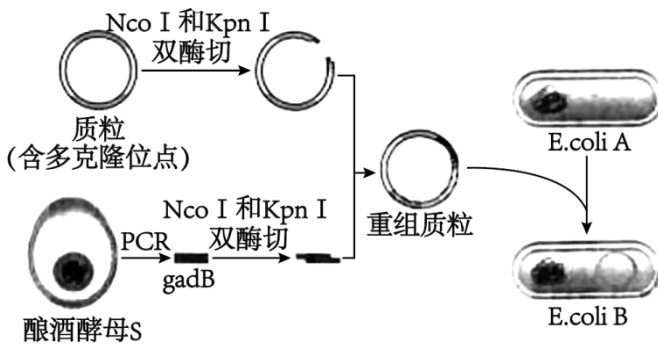 Nco Ⅰ 和Kpn Ⅰ
双酶切
质粒
(含多克隆位点)
E.coli A
重组质粒
Nco Ⅰ 和Kpn Ⅰ
双酶切
PCR
gadB
酿酒酵母S
E.coli B